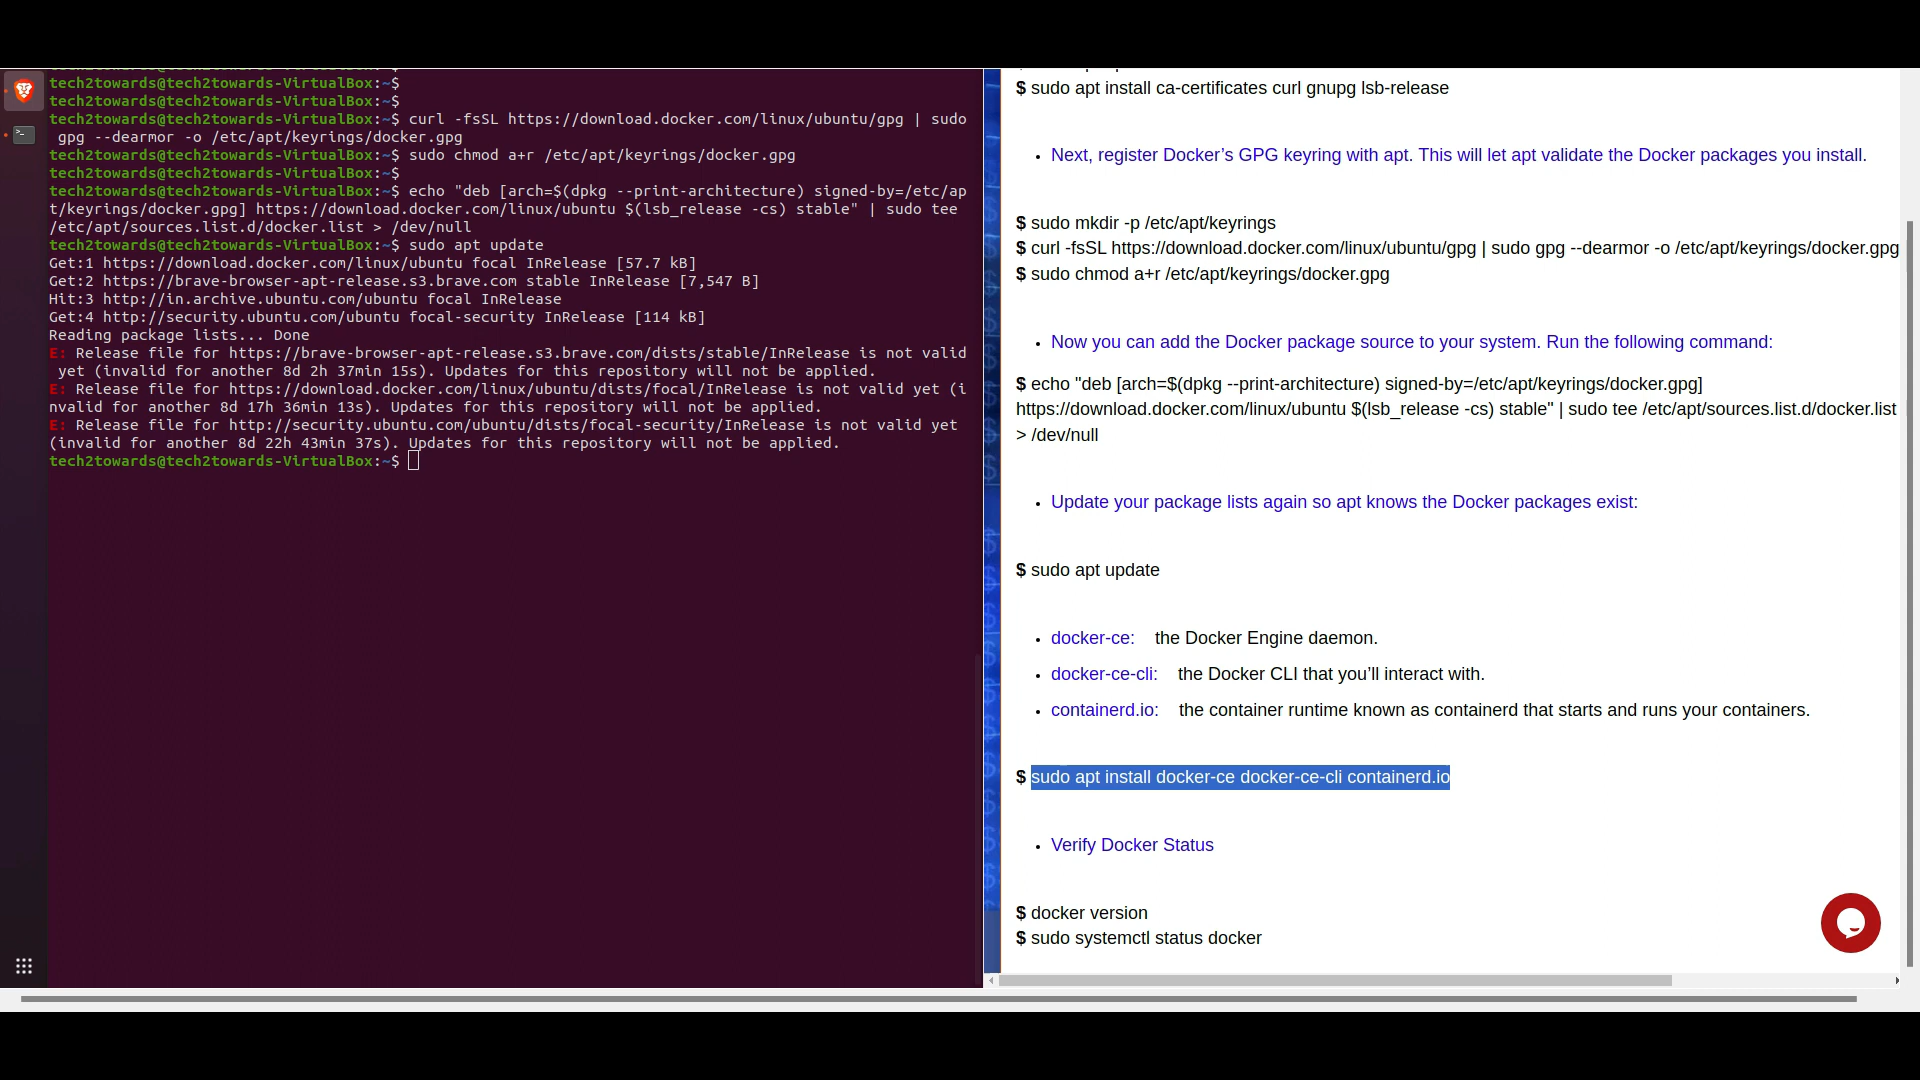 tech2towards@tech2towards-VirtualBox:~$
tech2towards@tech2towards-VirtualBox:~$
tech2towards@tech2towards-VirtualBox:~$ curl -fsSL https://download.docker.com/linux/ubuntu/gpg | sudo
 gpg --dearmor -o /etc/apt/keyrings/docker.gpg
tech2towards@tech2towards-VirtualBox:~$ sudo chmod a+r /etc/apt/keyrings/docker.gpg
tech2towards@tech2towards-VirtualBox:~$
tech2towards@tech2towards-VirtualBox:~$ echo "deb [arch=$(dpkg --print-architecture) signed-by=/etc/ap
t/keyrings/docker.gpg] https://download.docker.com/linux/ubuntu $(lsb_release -cs) stable" | sudo tee
/etc/apt/sources.list.d/docker.list > /dev/null
tech2towards@tech2towards-VirtualBox:~$ sudo apt update
Get:1 https://download.docker.com/linux/ubuntu focal InRelease [57.7 kB]
Get:2 https://brave-browser-apt-release.s3.brave.com stable InRelease [7,547 B]
Hit:3 http://in.archive.ubuntu.com/ubuntu focal InRelease
Get:4 http://security.ubuntu.com/ubuntu focal-security InRelease [114 kB]
Reading package lists... Done
E: Release file for https://brave-browser-apt-release.s3.brave.com/dists/stable/InRelease is not valid
 yet (invalid for another 8d 2h 37min 15s). Updates for this repository will not be applied.
E: Release file for https://download.docker.com/linux/ubuntu/dists/focal/InRelease is not valid yet (i
nvalid for another 8d 17h 36min 13s). Updates for this repository will not be applied.
E: Release file for http://security.ubuntu.com/ubuntu/dists/focal-security/InRelease is not valid yet
(invalid for another 8d 22h 43min 37s). Updates for this repository will not be applied.
tech2towards@tech2towards-VirtualBox:~$
$ sudo apt install ca-certificates curl gnupg lsb-release
• Next, register Docker’s GPG keyring with apt. This will let apt validate the Docker packages you install.
$ sudo mkdir -p /etc/apt/keyrings
$ curl -fsSL https://download.docker.com/linux/ubuntu/gpg | sudo gpg --dearmor -o /etc/apt/keyrings/docker.gpg
$ sudo chmod a+r /etc/apt/keyrings/docker.gpg
• Now you can add the Docker package source to your system. Run the following command:
$ echo "deb [arch=$(dpkg --print-architecture) signed-by=/etc/apt/keyrings/docker.gpg]
https://download.docker.com/linux/ubuntu $(lsb_release -cs) stable" | sudo tee /etc/apt/sources.list.d/docker.list
> /dev/null
• Update your package lists again so apt knows the Docker packages exist:
$ sudo apt update
• docker-ce: the Docker Engine daemon.
• docker-ce-cli: the Docker CLI that you’ll interact with.
• containerd.io: the container runtime known as containerd that starts and runs your containers.
$ sudo apt install docker-ce docker-ce-cli containerd.io
• Verify Docker Status
$ docker version
$ sudo systemctl status docker